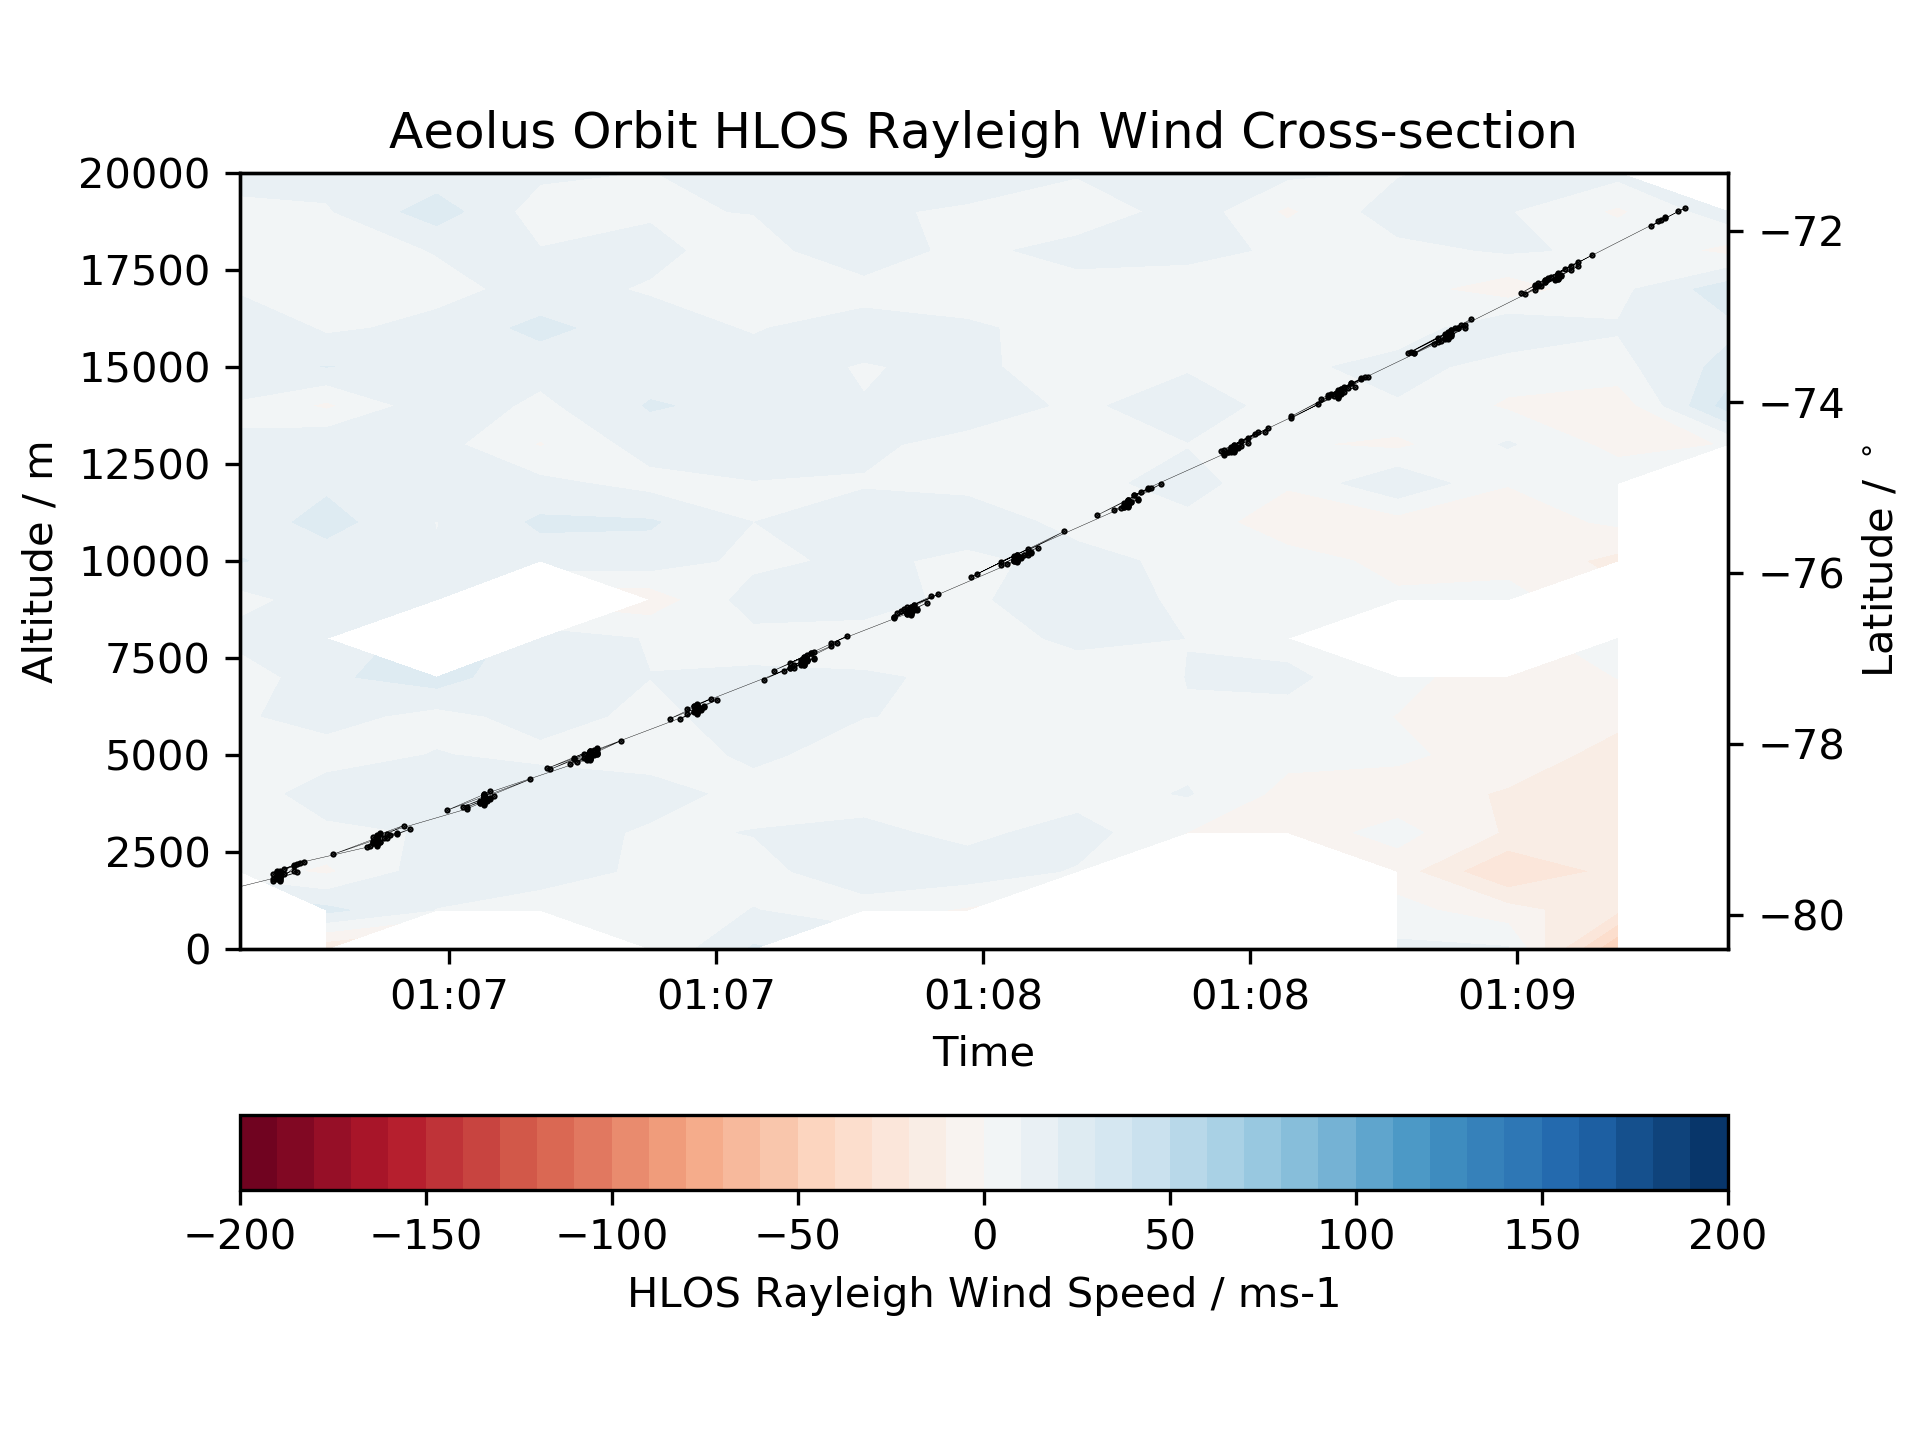 Aeolus Orbit HLOS Rayleigh Wind Cross-section
20000
17500
15000
12500
10000
7500
5000
2500
0
Altitude / m
−72
−74
−76
−78
−80
Latitude / °
01:07 01:07 01:08 01:08 01:09
Time
−200 −150 −100 −50 0 50 100 150 200
HLOS Rayleigh Wind Speed / ms-1